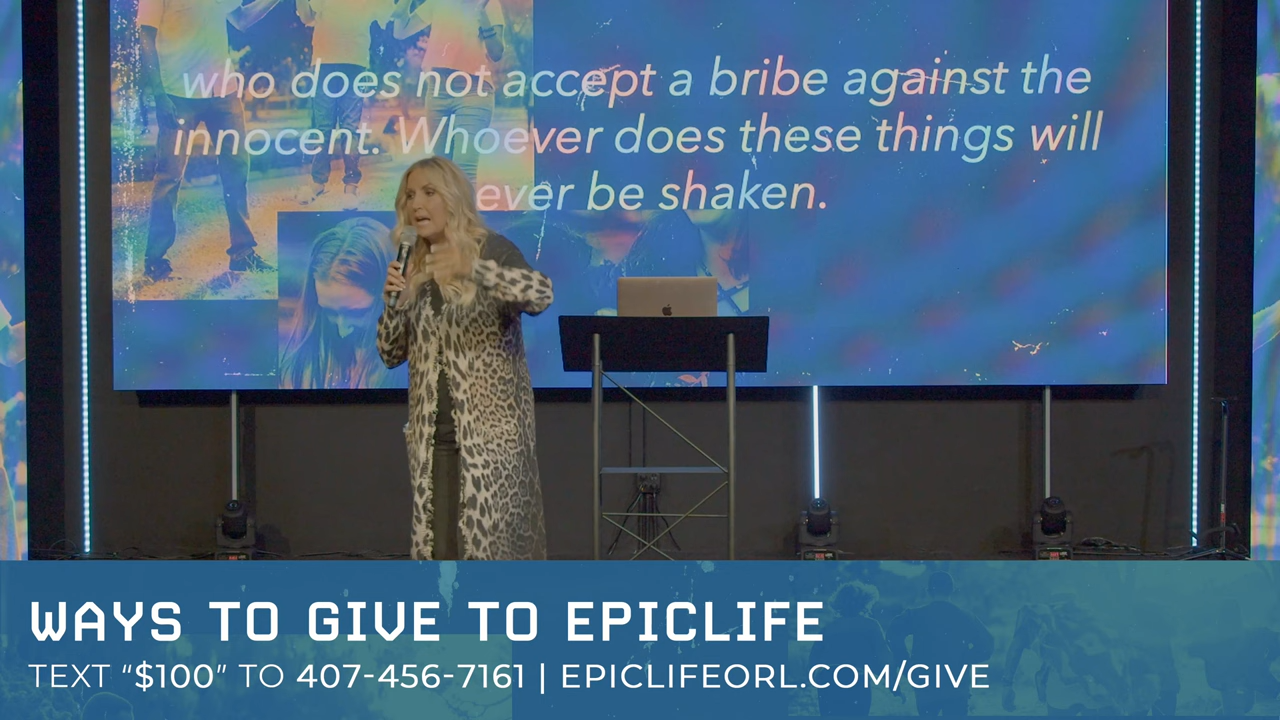 who does not accept a bribe against the
innocent. Whoever does these things will
ever be shaken.
WAYS TO GIVE TO EPICLIFE
TEXT “$100” TO 407-456-7161 | EPICLIFEORL.COM/GIVE